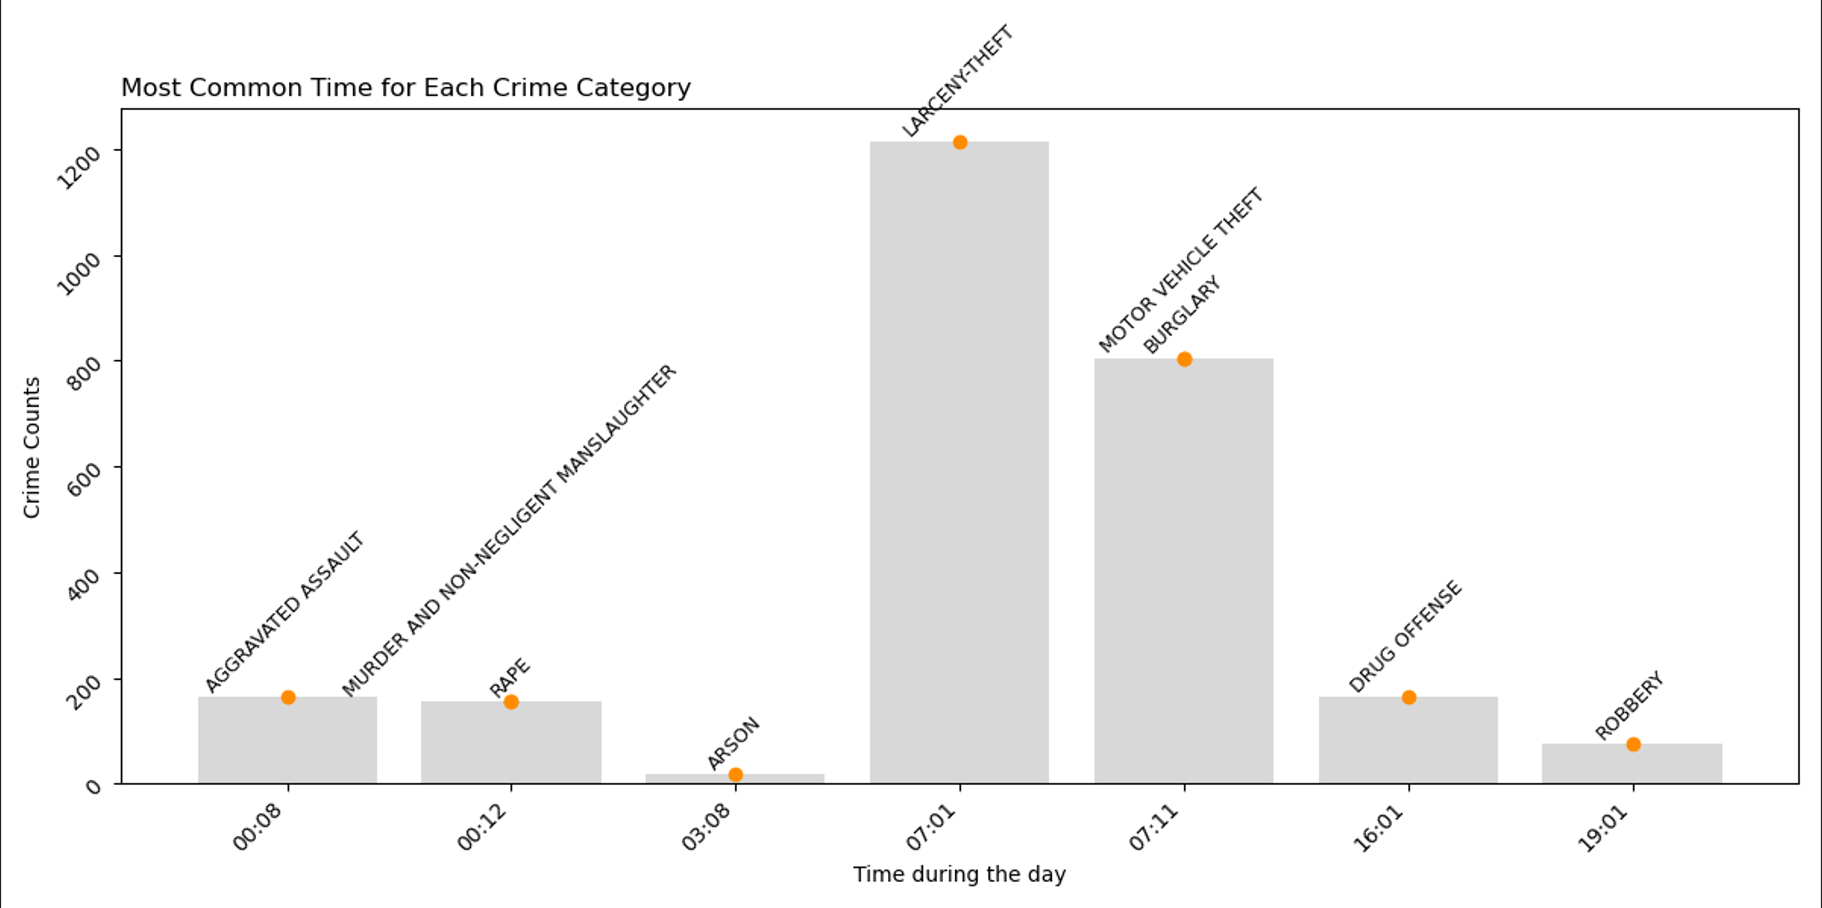 LARCENY-THEFT
Most Common Time for Each Crime Category
1200
1000
800
600
400
200
0
Crime Counts
AGGRAVATED ASSAULT
MURDER AND NON-NEGLIGENT MANSLAUGHTER
RAPE
ARSON
MOTOR VEHICLE THEFT
BURGLARY
DRUG OFFENSE
ROBBERY
00:08
00:12
03:08
07:01
07:11
16:01
19:01
Time during the day